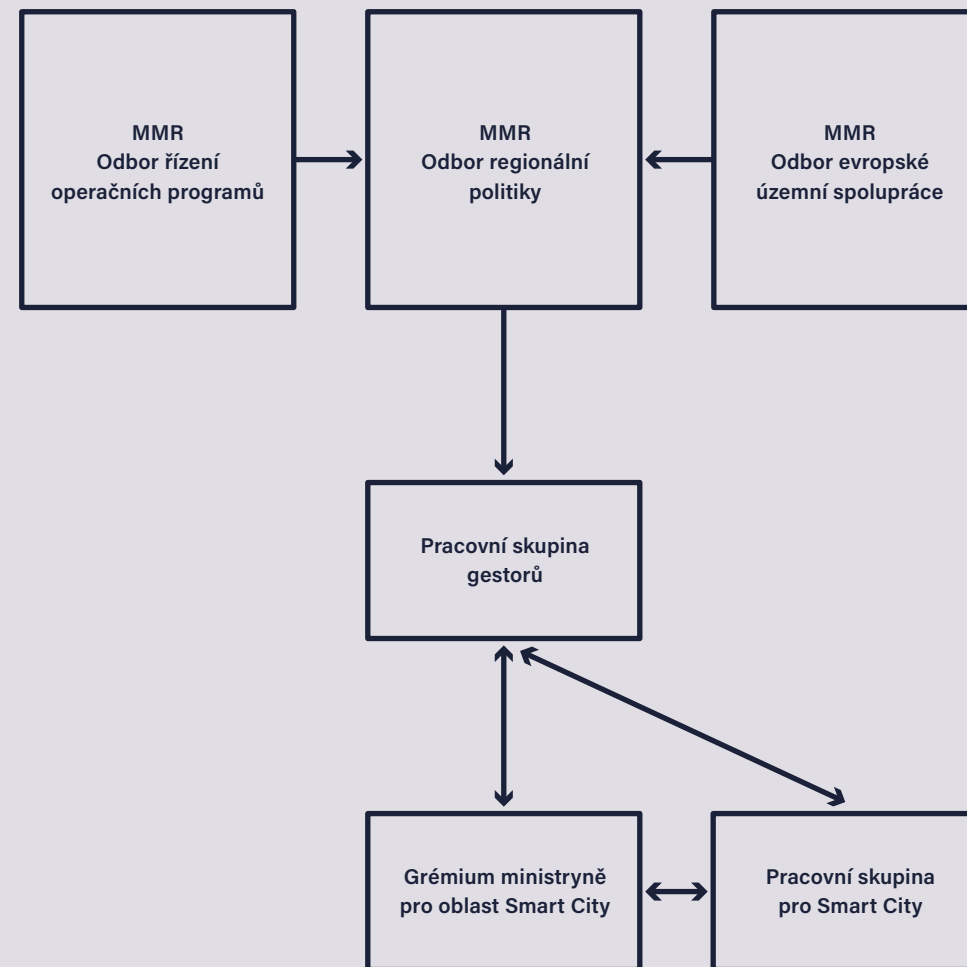 MMR
Odbor řízení
operačních programů
MMR
Odbor regionální
politiky
MMR
Odbor evropské
územní spolupráce
Pracovní skupina
gestorů
Grémium ministryně
pro oblast Smart City
Pracovní skupina
pro Smart City